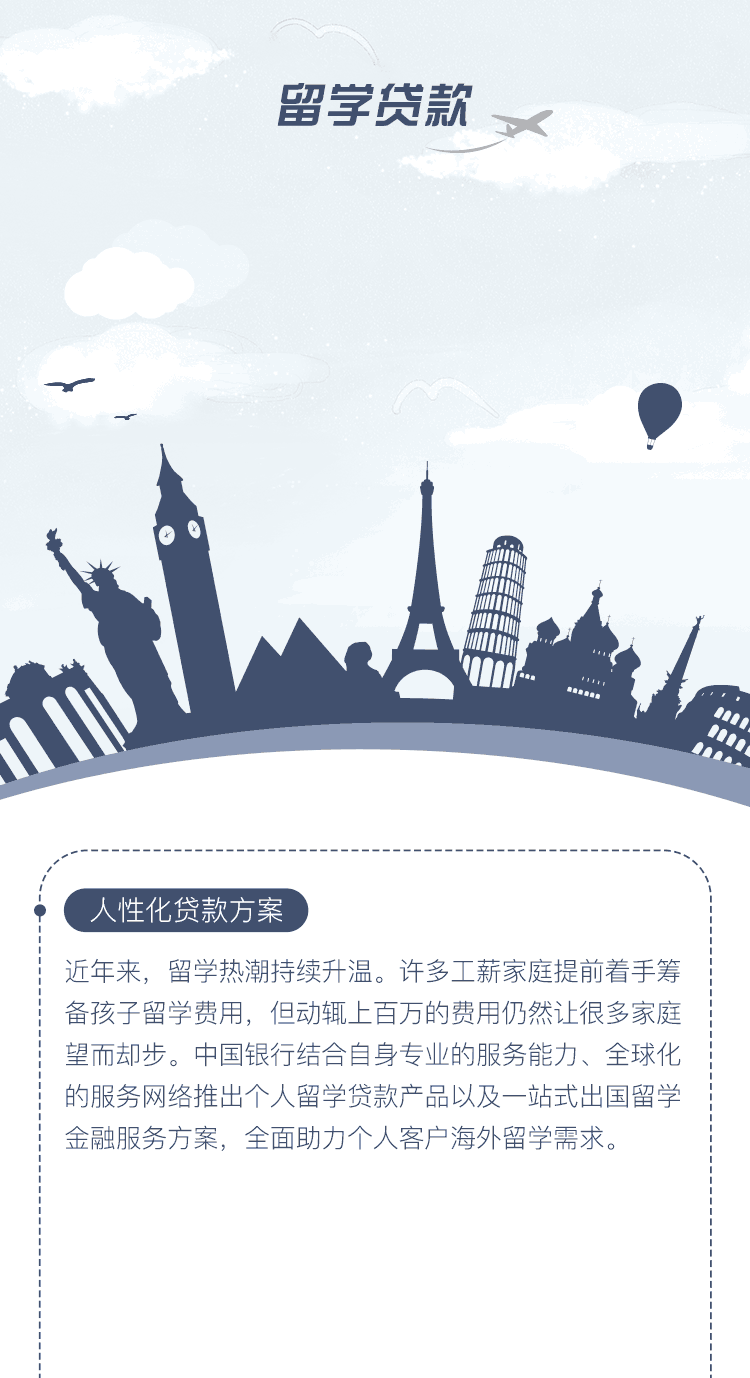 留学贷款
人性化贷款方案
近年来，留学热潮持续升温。许多工薪家庭提前着手筹
备孩子留学费用，但动辄上百万的费用仍然让很多家庭
望而却步。中国银行结合自身专业的服务能力、全球化
的服务网络推出个人留学贷款产品以及一站式出国留学
金融服务方案，全面助力个人客户海外留学需求。